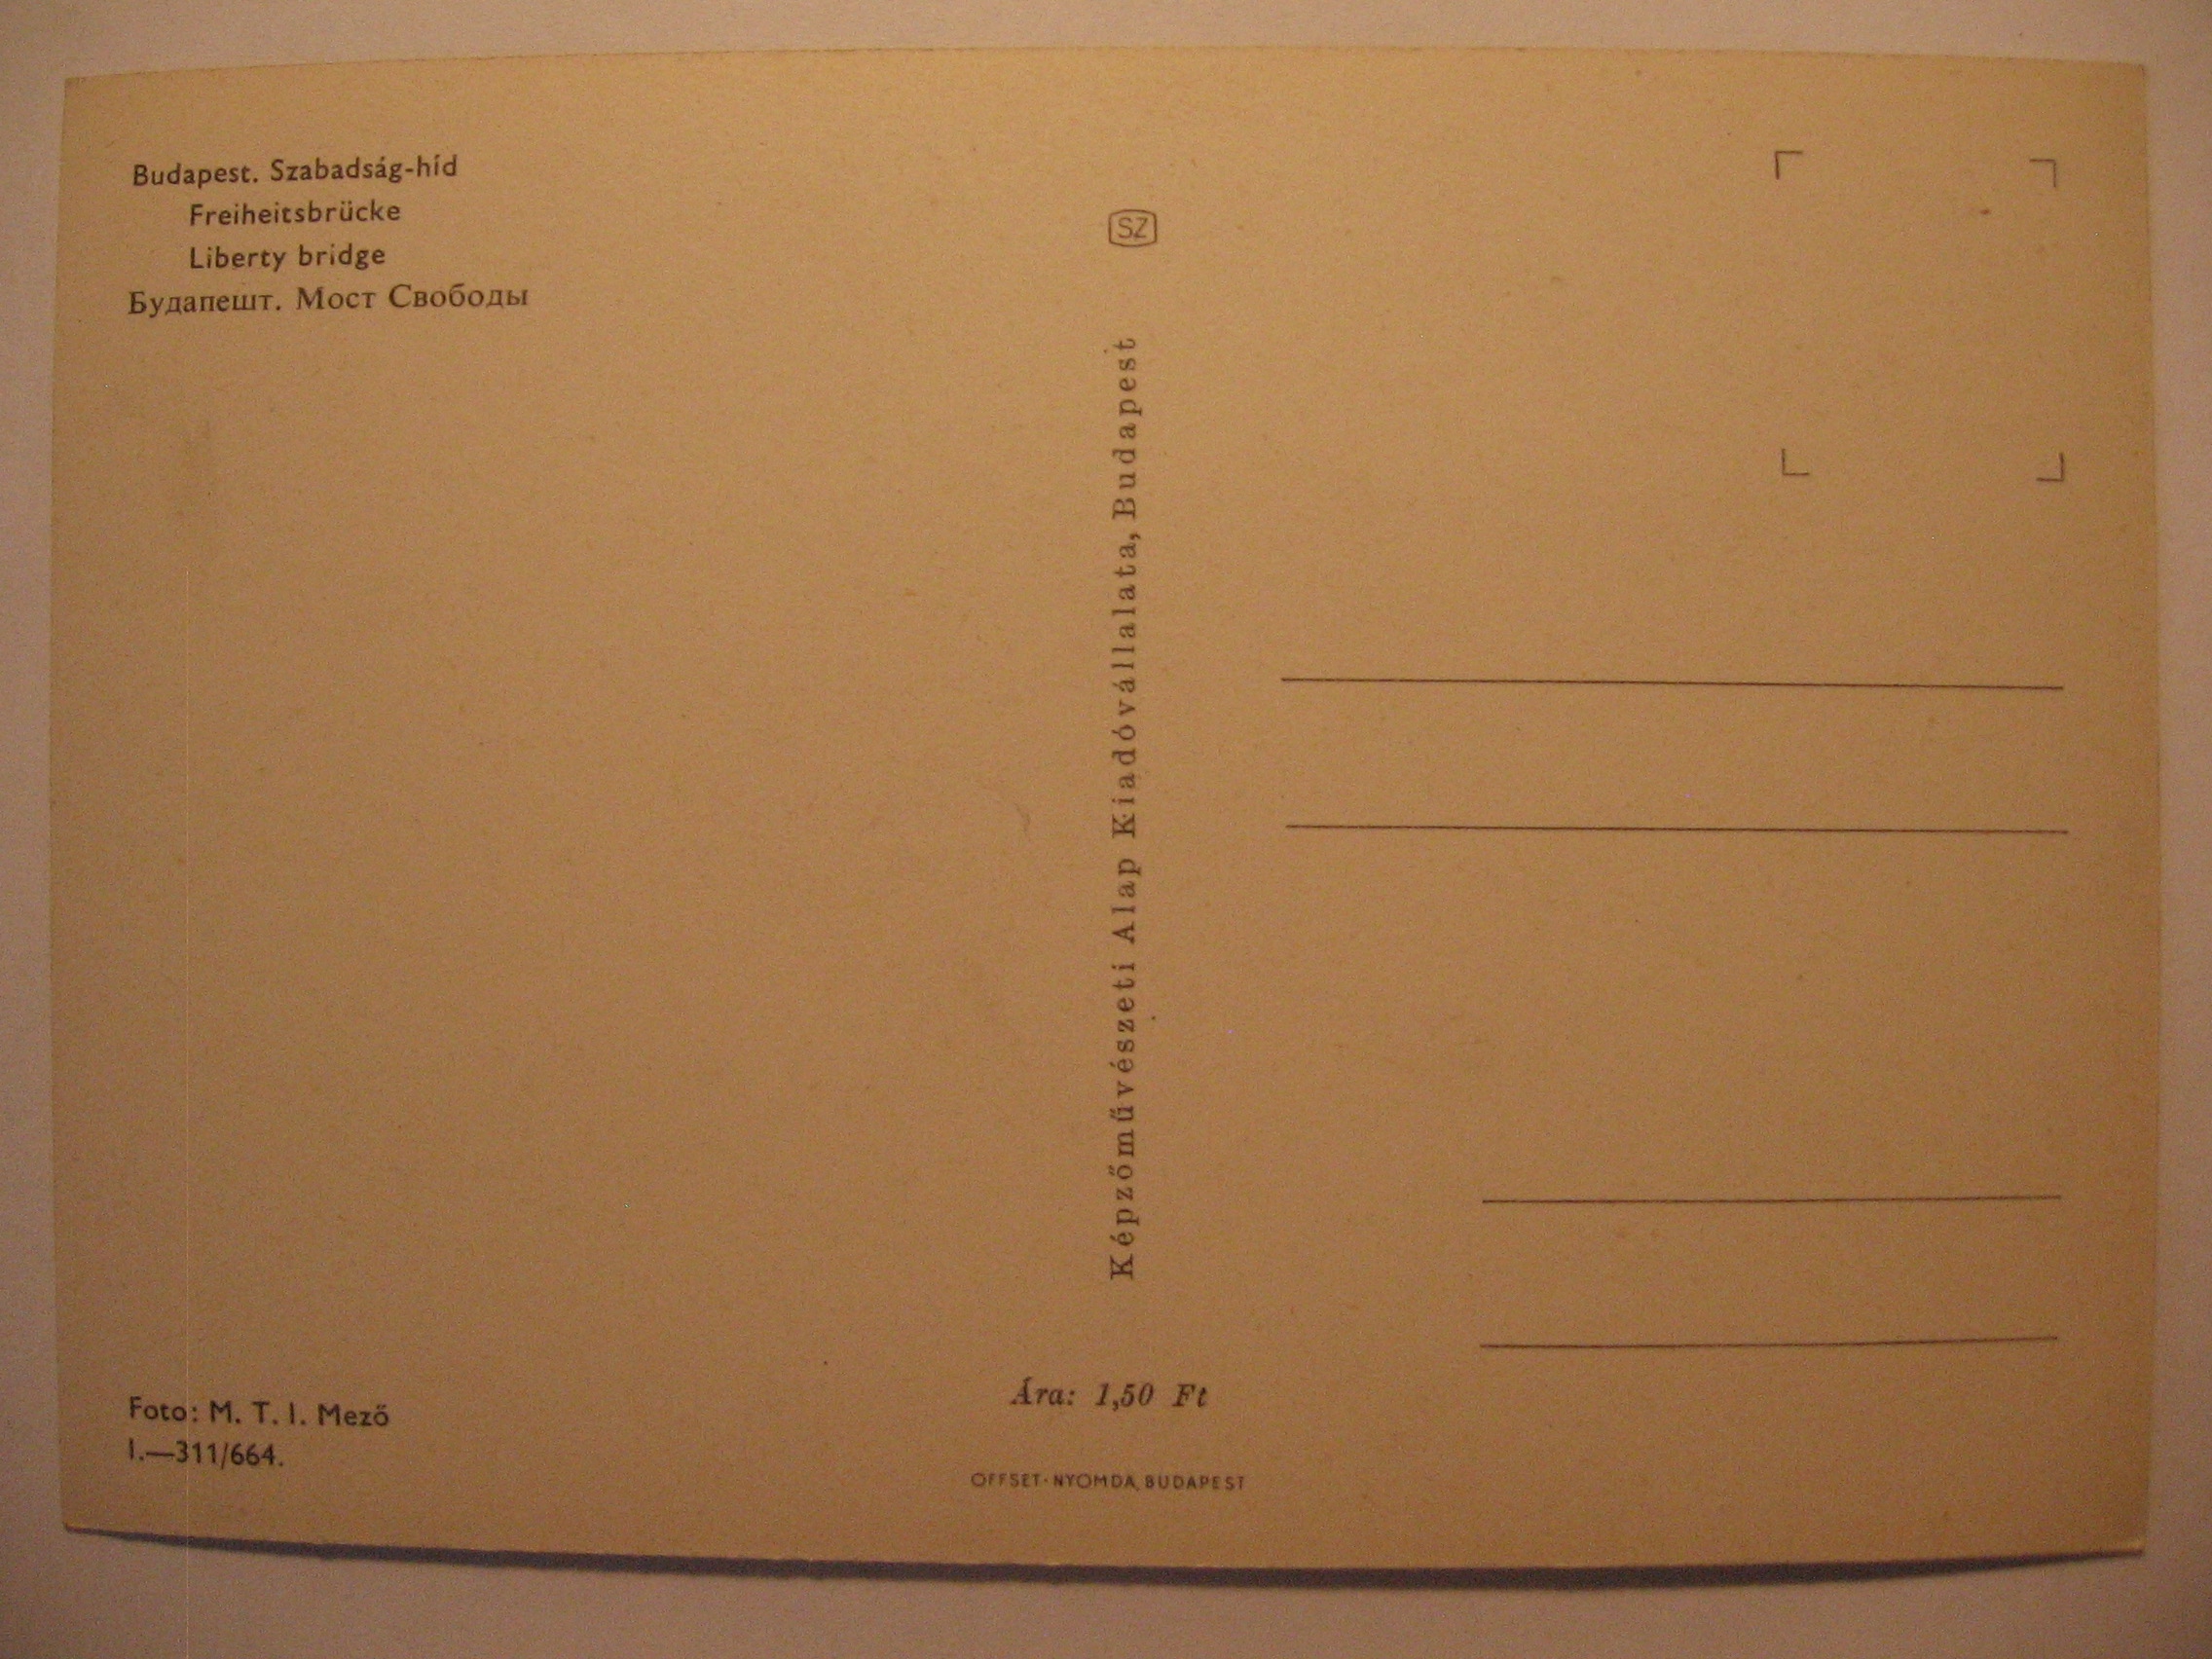 Budapest. Szabadság-híd
Freiheitsbrücke
Liberty bridge
Будапешт. Мост Свободы
SZ
Képzőművészeti Alap Kiadóvállalata, Budapest
Foto: M. T. I. Mező
I.—311/664.
Ára: 1,50 Ft
OFFSET-NYOMDA, BUDAPEST